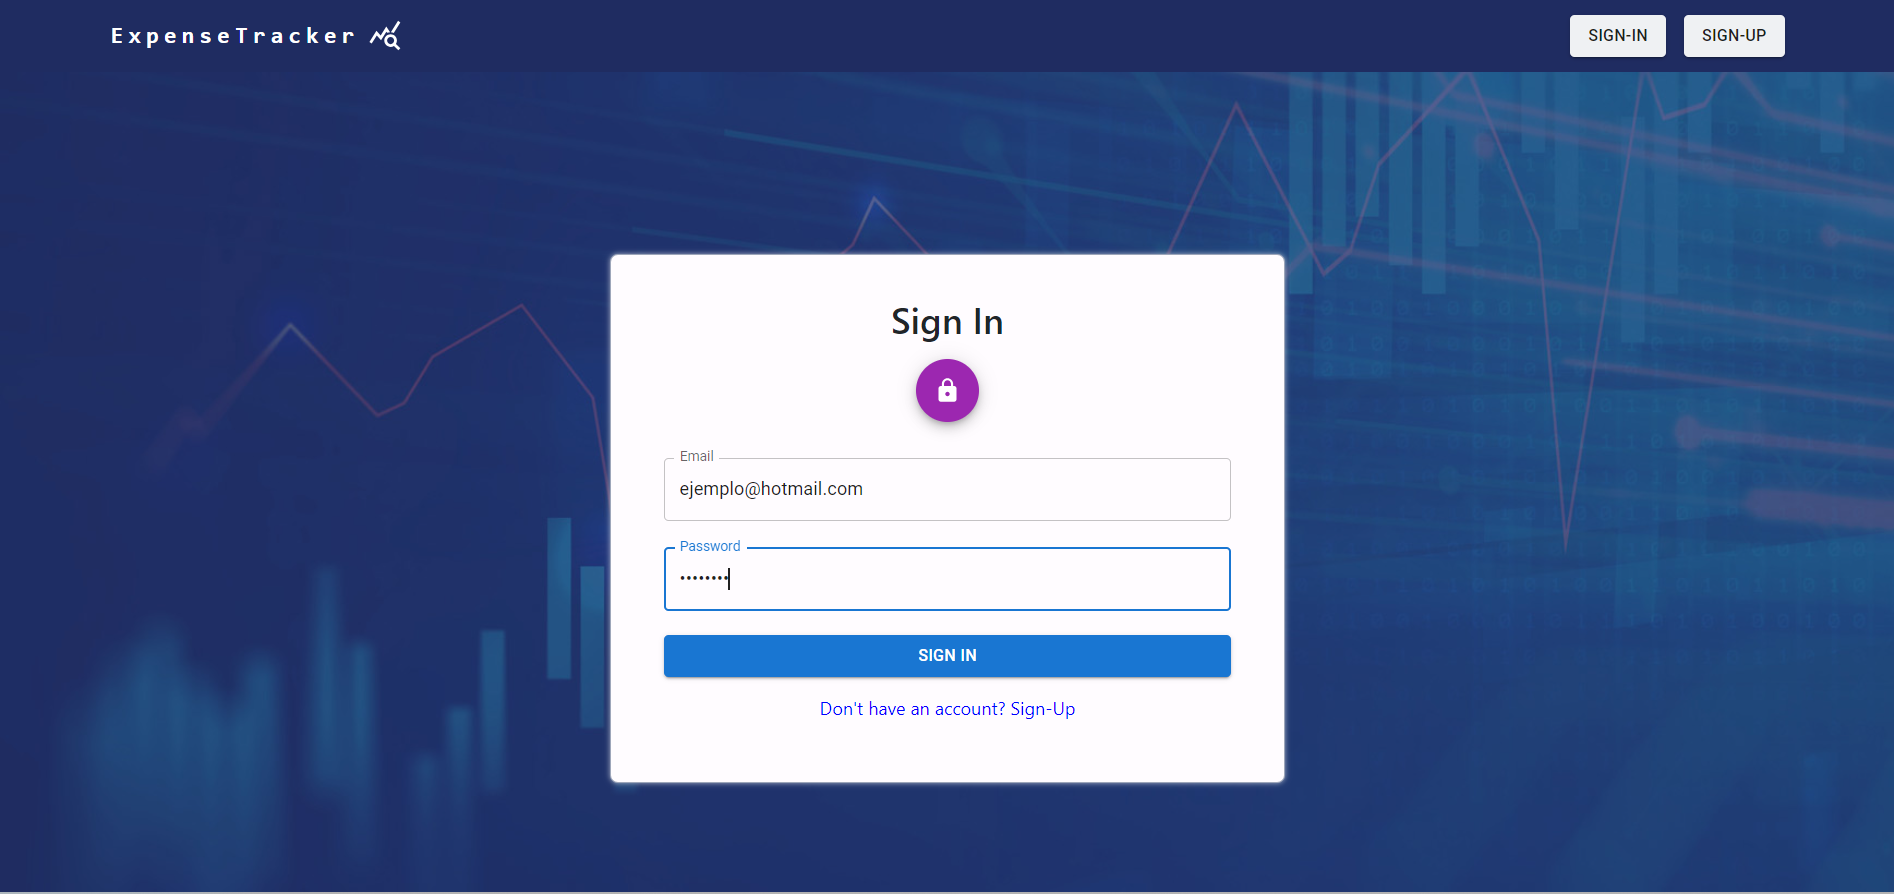 ExpenseTracker
SIGN-IN
SIGN-UP
Sign In
Email
ejemplo@hotmail.com
Password
••••••••
SIGN IN
Don't have an account? Sign-Up